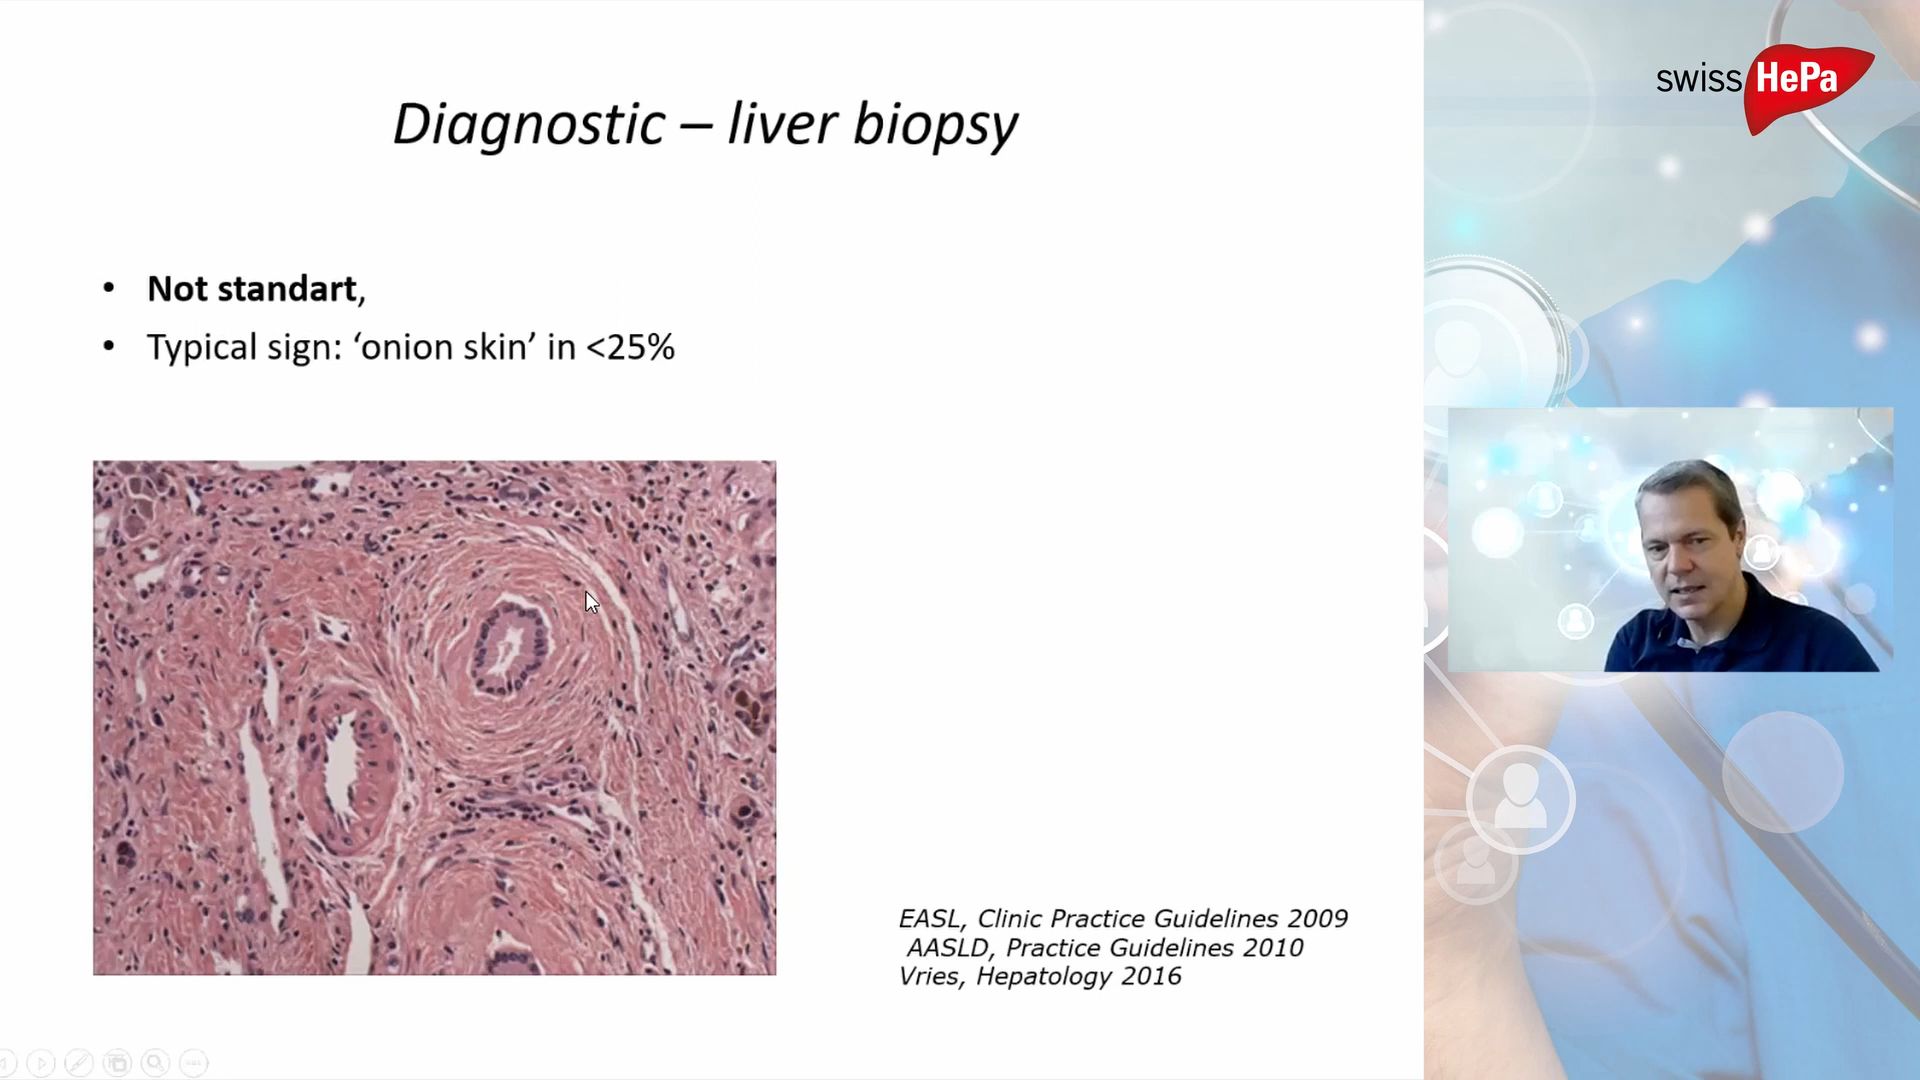 swiss HePa
Diagnostic – liver biopsy
• Not standart,
• Typical sign: ‘onion skin’ in <25%
EASL, Clinic Practice Guidelines 2009
AASLD, Practice Guidelines 2010
Vries, Hepatology 2016